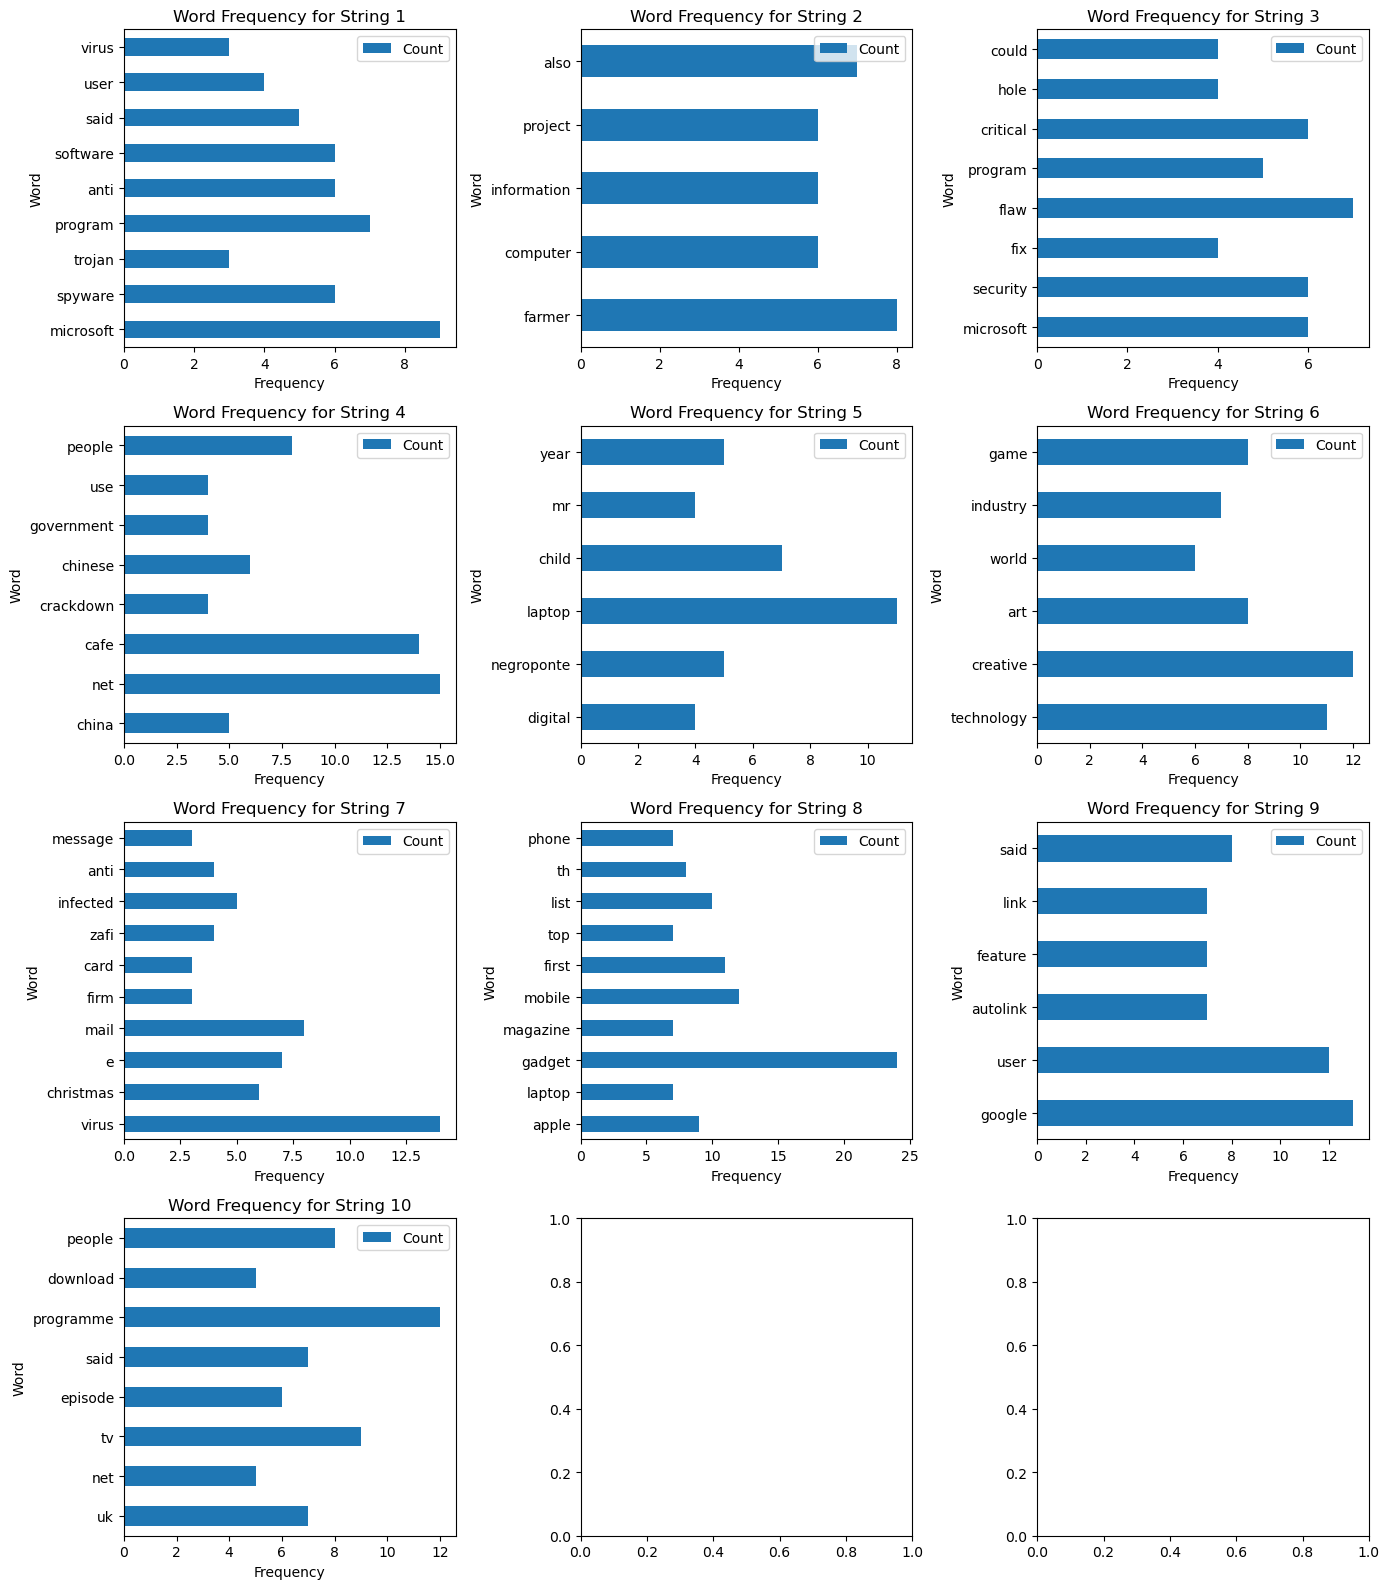 Word Frequency for String 1
Word
virus
user
said
software
anti
program
trojan
spyware
microsoft
Count
0 2 4 6 8
Frequency
Word Frequency for String 2
Word
also
project
information
computer
farmer
Count
0 1 2 3 4 5 6 7 8
Frequency
Word Frequency for String 3
Word
could
hole
critical
program
flaw
fix
security
microsoft
Count
0 2 4 6
Frequency
Word Frequency for String 4
Word
people
use
government
chinese
crackdown
cafe
net
china
Count
0.0 2.5 5.0 7.5 10.0 12.5 15.0
Frequency
Word Frequency for String 5
Word
year
mr
child
laptop
negroponte
digital
Count
0 2 4 6 8 10
Frequency
Word Frequency for String 6
Word
game
industry
world
art
creative
technology
Count
0 2 4 6 8 10 12
Frequency
Word Frequency for String 7
Word
message
anti
infected
zafi
card
firm
mail
e
christmas
virus
Count
0.0 2.5 5.0 7.5 10.0 12.5
Frequency
Word Frequency for String 8
Word
phone
th
list
top
first
mobile
magazine
gadget
laptop
apple
Count
0 5 10 15 20 25
Frequency
Word Frequency for String 9
Word
said
link
feature
autolink
user
google
Count
0 2 4 6 8 10 12
Frequency
Word Frequency for String 10
Word
people
download
programme
said
episode
tv
net
uk
Count
0 2 4 6 8 10 12
Frequency
1.0
0.8
0.6
0.4
0.2
0.0
0.0 0.2 0.4 0.6 0.8 1.0
1.0
0.8
0.6
0.4
0.2
0.0
0.0 0.2 0.4 0.6 0.8 1.0